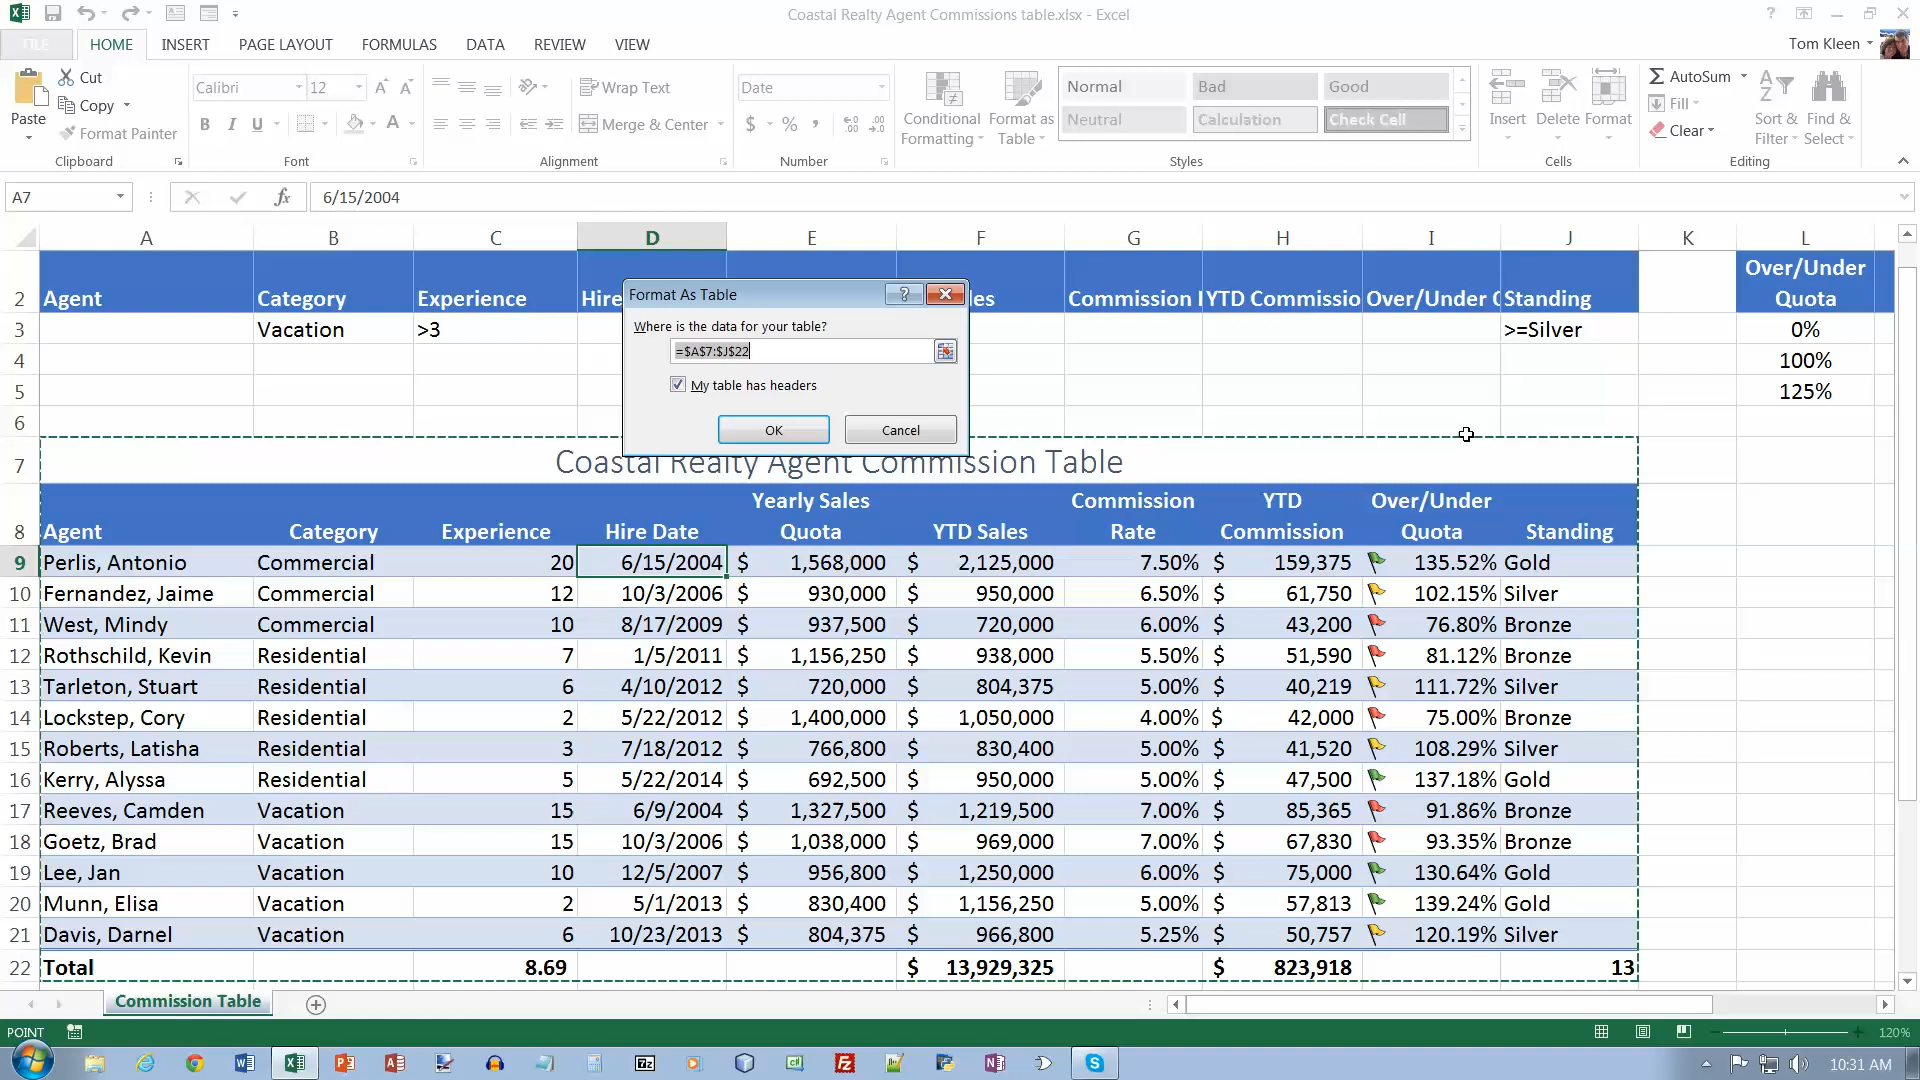 Coastal Realty Agent Commissions table.xlsx - Excel
FILE HOME INSERT PAGE LAYOUT FORMULAS DATA REVIEW VIEW Tom Kleen
Paste Cut Copy Format Painter
Clipboard
Calibri 12
B I U A
Font
Wrap Text
Merge & Center
Alignment
Date
$ % ,
Number
Conditional Formatting Format as Table
Normal Bad Good
Neutral Calculation Check Cell
Styles
Insert Delete Format
Cells
AutoSum Fill Clear
Sort & Filter Find & Select
Editing
A7 fx 6/15/2004
A B C D E F G H I J K L
2 Agent Category Experience Hire les Commission YTD Commissio Over/Under Standing Over/Under Quota
3 Vacation >3 >=Silver 0%
4 100%
5 125%
6
Format As Table
Where is the data for your table?
=$A$7:$J$22
My table has headers
OK Cancel
7 Coastal Realty Agent Commission Table
8 Agent Category Experience Hire Date Yearly Sales Quota YTD Sales Commission Rate YTD Commission Over/Under Quota Standing
9 Perlis, Antonio Commercial 20 6/15/2004 $ 1,568,000 $ 2,125,000 7.50% $ 159,375 135.52% Gold
10 Fernandez, Jaime Commercial 12 10/3/2006 $ 930,000 $ 950,000 6.50% $ 61,750 102.15% Silver
11 West, Mindy Commercial 10 8/17/2009 $ 937,500 $ 720,000 6.00% $ 43,200 76.80% Bronze
12 Rothschild, Kevin Residential 7 1/5/2011 $ 1,156,250 $ 938,000 5.50% $ 51,590 81.12% Bronze
13 Tarleton, Stuart Residential 6 4/10/2012 $ 720,000 $ 804,375 5.00% $ 40,219 111.72% Silver
14 Lockstep, Cory Residential 2 5/22/2012 $ 1,400,000 $ 1,050,000 4.00% $ 42,000 75.00% Bronze
15 Roberts, Latisha Residential 3 7/18/2012 $ 766,800 $ 830,400 5.00% $ 41,520 108.29% Silver
16 Kerry, Alyssa Residential 5 5/22/2014 $ 692,500 $ 950,000 5.00% $ 47,500 137.18% Gold
17 Reeves, Camden Vacation 15 6/9/2004 $ 1,327,500 $ 1,219,500 7.00% $ 85,365 91.86% Bronze
18 Goetz, Brad Vacation 15 10/3/2006 $ 1,038,000 $ 969,000 7.00% $ 67,830 93.35% Bronze
19 Lee, Jan Vacation 10 12/5/2007 $ 956,800 $ 1,250,000 6.00% $ 75,000 130.64% Gold
20 Munn, Elisa Vacation 2 5/1/2013 $ 830,400 $ 1,156,250 5.00% $ 57,813 139.24% Gold
21 Davis, Darnel Vacation 6 10/23/2013 $ 804,375 $ 966,800 5.25% $ 50,757 120.19% Silver
22 Total 8.69 $ 13,929,325 $ 823,918 13
Commission Table
POINT 120%
10:31 AM